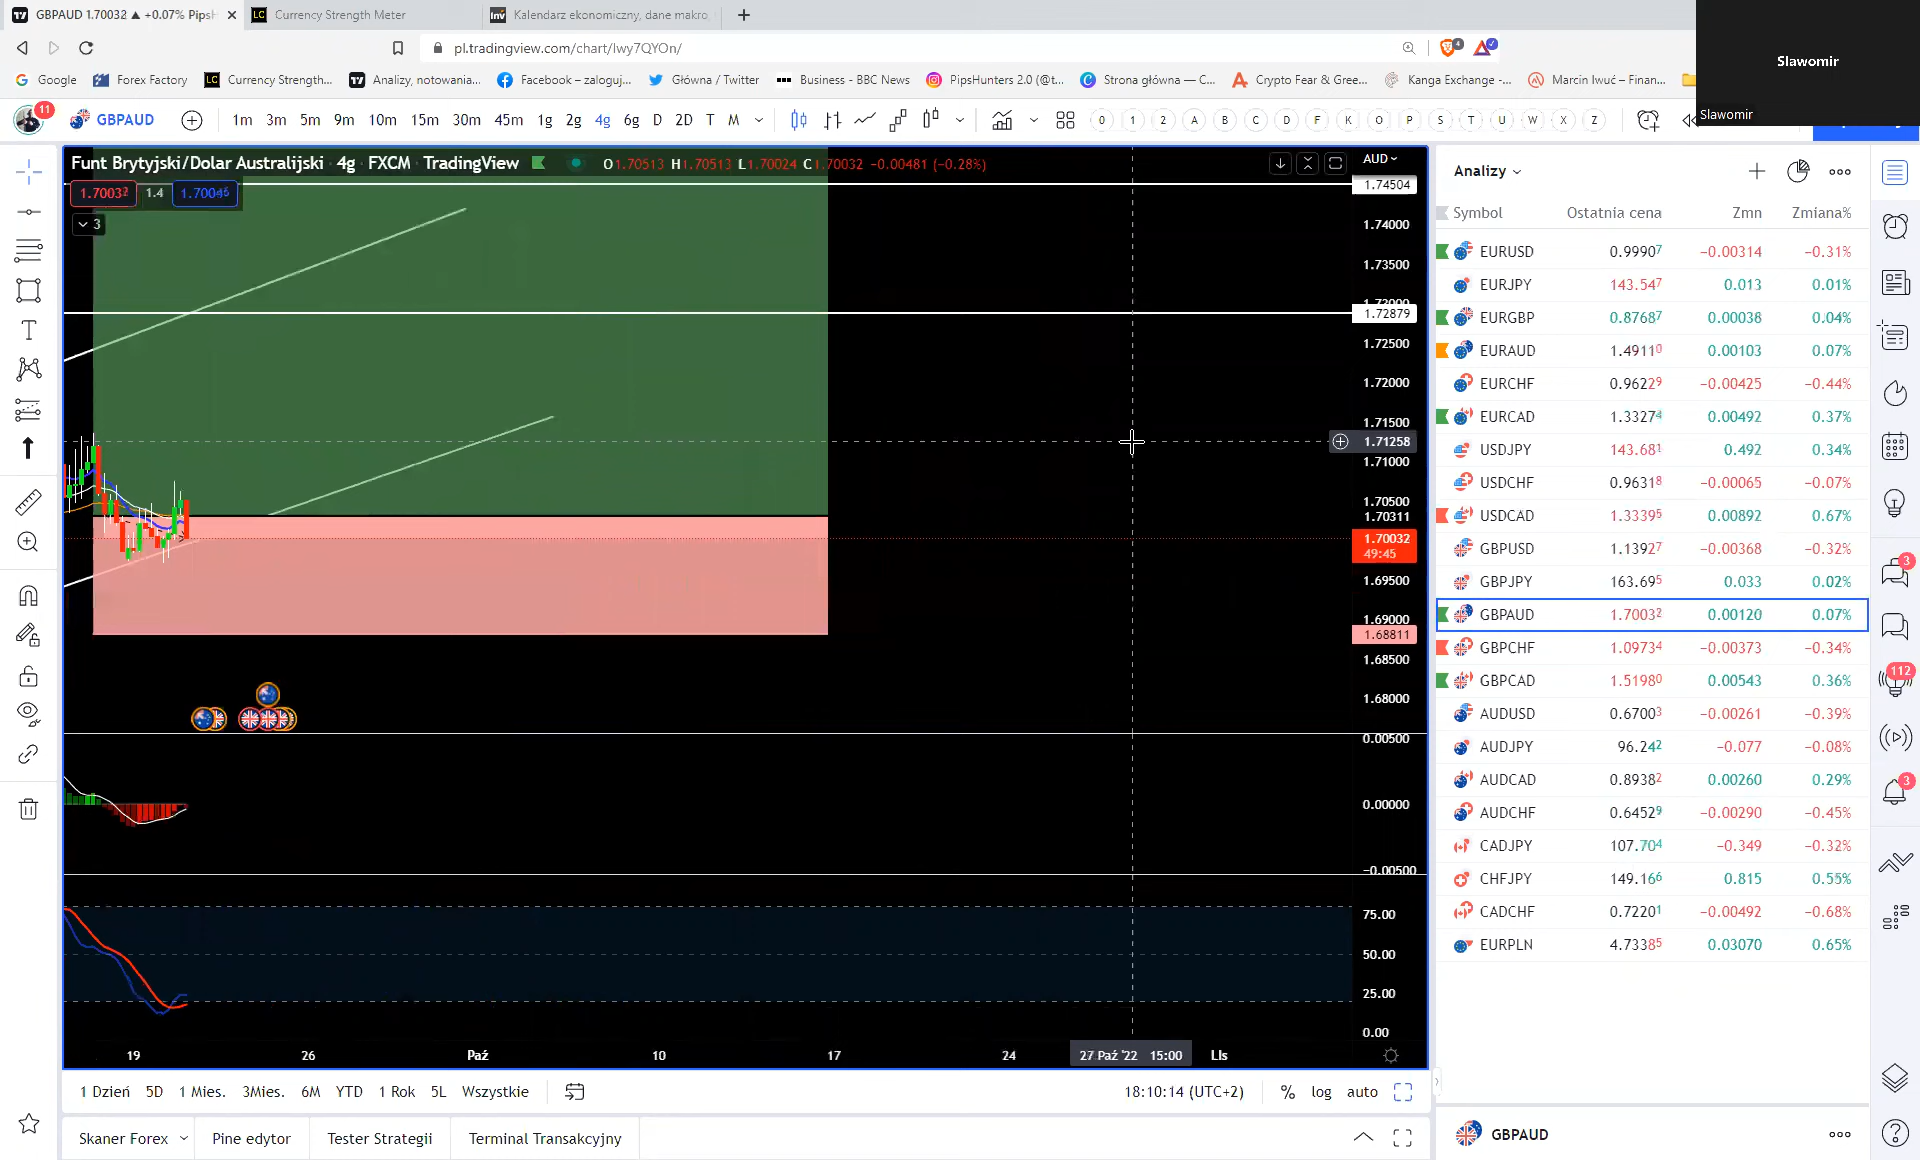 GBPAUD 1.70032 ▲ +0.07% PipsH
Currency Strength Meter
Kalendarz ekonomiczny, dane makro,
pl.tradingview.com/chart/Iwy7QYOn/
Google
Forex Factory
Currency Strength...
Analizy, notowania...
Facebook – zaloguj...
Główna / Twitter
Business - BBC News
PipsHunters 2.0 (@t...
Strona główna — C...
Crypto Fear & Gree...
Kanga Exchange -...
Marcin Iwuć – Finan...
Slawomir
Slawomir
11
GBPAUD
1m 3m 5m 9m 10m 15m 30m 45m 1g 2g 4g 6g D 2D T M
0 1 2 A B C D F K O P S T U W X Z
Funt Brytyjski/Dolar Australijski · 4g · FXCM · TradingView
O1.70513 H1.70513 L1.70024 C1.70032 −0.00481 (−0.28%)
1.70032 1.4 1.70046
3
AUD
1.74504
1.74000
1.73500
1.72879
1.72500
1.72000
1.71500
1.71258
1.71000
1.70500
1.70311
1.70032
49:45
1.69500
1.69000
1.68811
1.68500
1.68000
0.00500
0.00000
−0.00500
75.00
50.00
25.00
0.00
19 26 Paź 10 17 24 27 Paź '22 15:00 Lis
1 Dzień 5D 1 Mies. 3Mies. 6M YTD 1 Rok 5L Wszystkie
18:10:14 (UTC+2) % log auto
Skaner Forex Pine edytor Tester Strategii Terminal Transakcyjny
Analizy
Symbol Ostatnia cena Zmn Zmiana%
EURUSD 0.99907 −0.00314 −0.31%
EURJPY 143.547 0.013 0.01%
EURGBP 0.87687 0.00038 0.04%
EURAUD 1.49110 0.00103 0.07%
EURCHF 0.96229 −0.00425 −0.44%
EURCAD 1.33274 0.00492 0.37%
USDJPY 143.681 0.492 0.34%
USDCHF 0.96318 −0.00065 −0.07%
USDCAD 1.33395 0.00892 0.67%
GBPUSD 1.13927 −0.00368 −0.32%
GBPJPY 163.695 0.033 0.02%
GBPAUD 1.70032 0.00120 0.07%
GBPCHF 1.09734 −0.00373 −0.34%
GBPCAD 1.51980 0.00543 0.36%
AUDUSD 0.67003 −0.00261 −0.39%
AUDJPY 96.242 −0.077 −0.08%
AUDCAD 0.89382 0.00260 0.29%
AUDCHF 0.64529 −0.00290 −0.45%
CADJPY 107.704 −0.349 −0.32%
CHFJPY 149.166 0.815 0.55%
CADCHF 0.72201 −0.00492 −0.68%
EURPLN 4.73385 0.03070 0.65%
GBPAUD
3
112
3